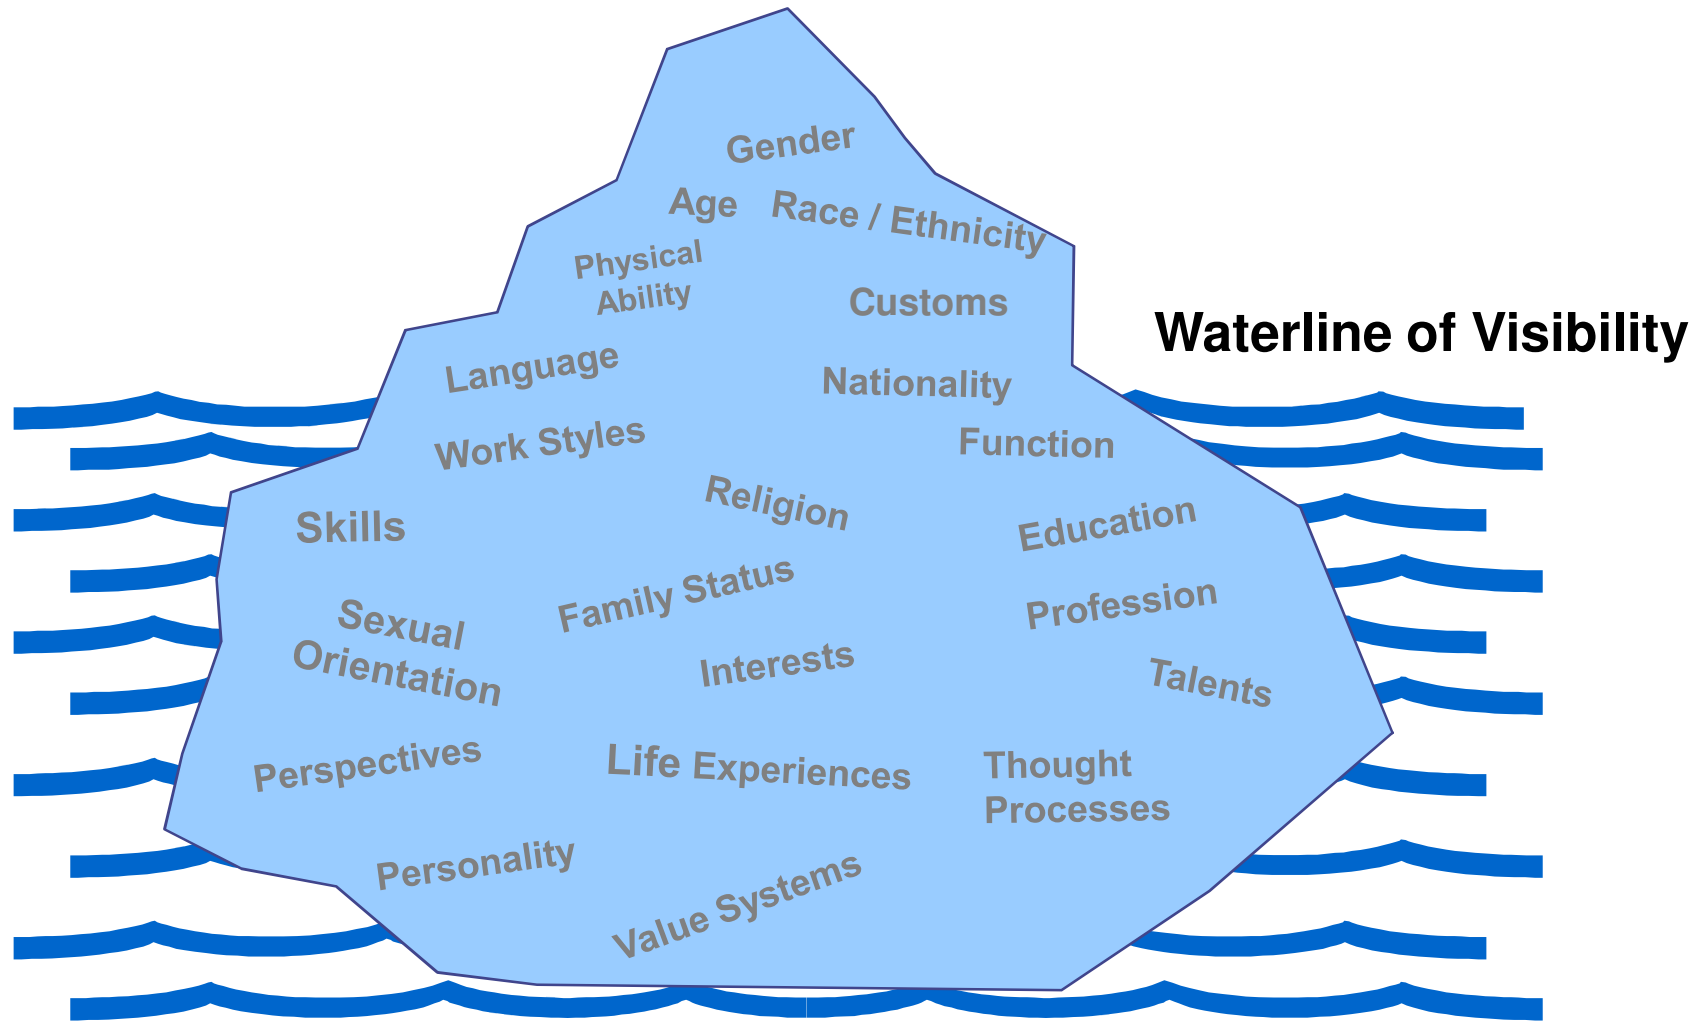 Gender
Age
Race / Ethnicity
Physical
Ability
Customs
Waterline of Visibility
Language
Nationality
Work Styles
Function
Religion
Skills
Education
Family Status
Profession
Sexual
Orientation
Interests
Talents
Perspectives
Life Experiences
Thought
Processes
Personality
Value Systems